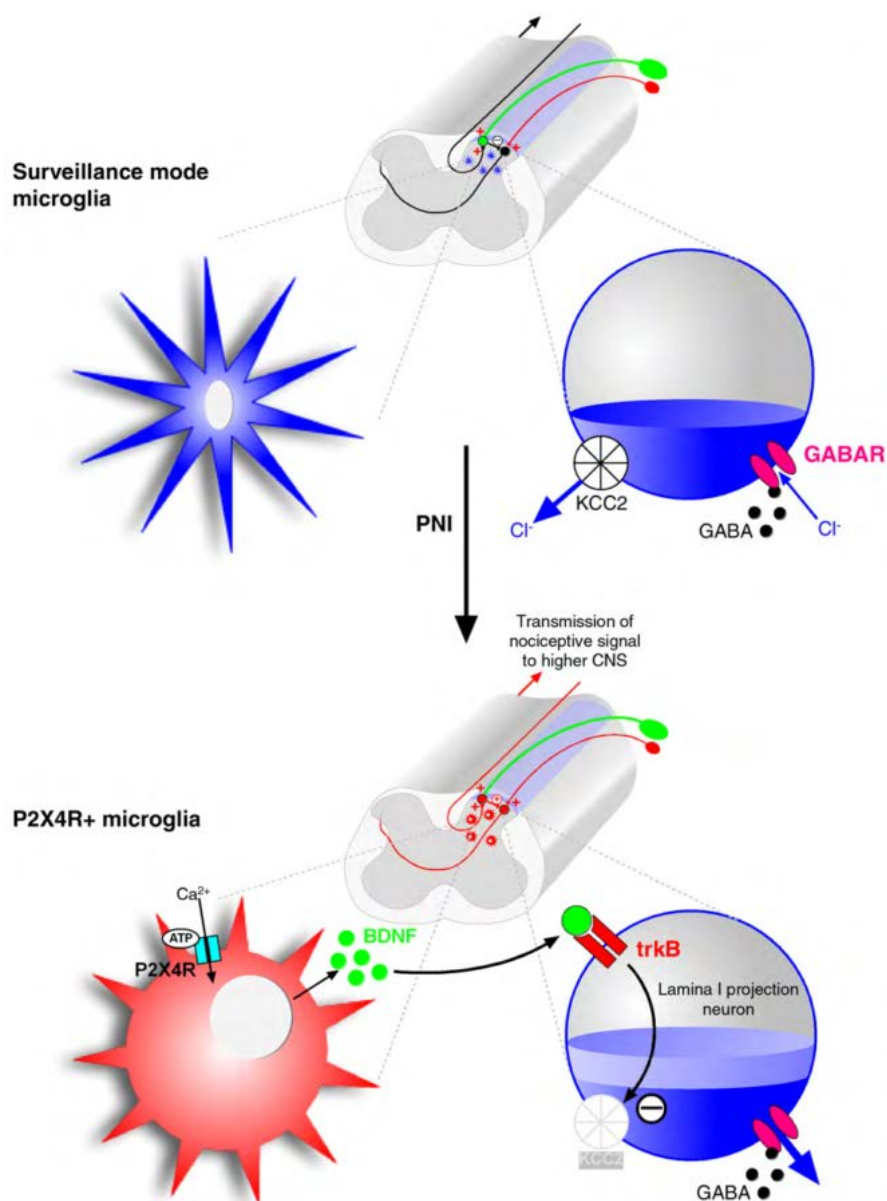 Surveillance mode
microglia
GABAR
KCC2
Cl-
GABA
Cl-
PNI
Transmission of
nociceptive signal
to higher CNS
P2X4R+ microglia
Ca2+
ATP
P2X4R
BDNF
trkB
Lamina I projection
neuron
KCC2
GABA